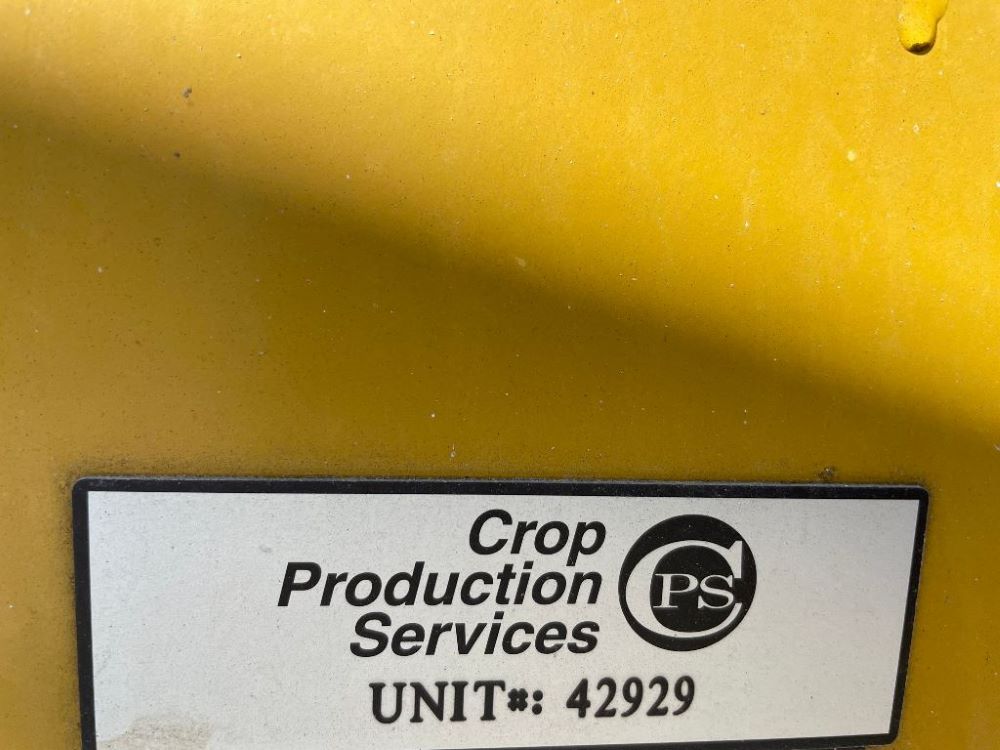 Crop
Production
Services
CPS
UNIT#: 42929